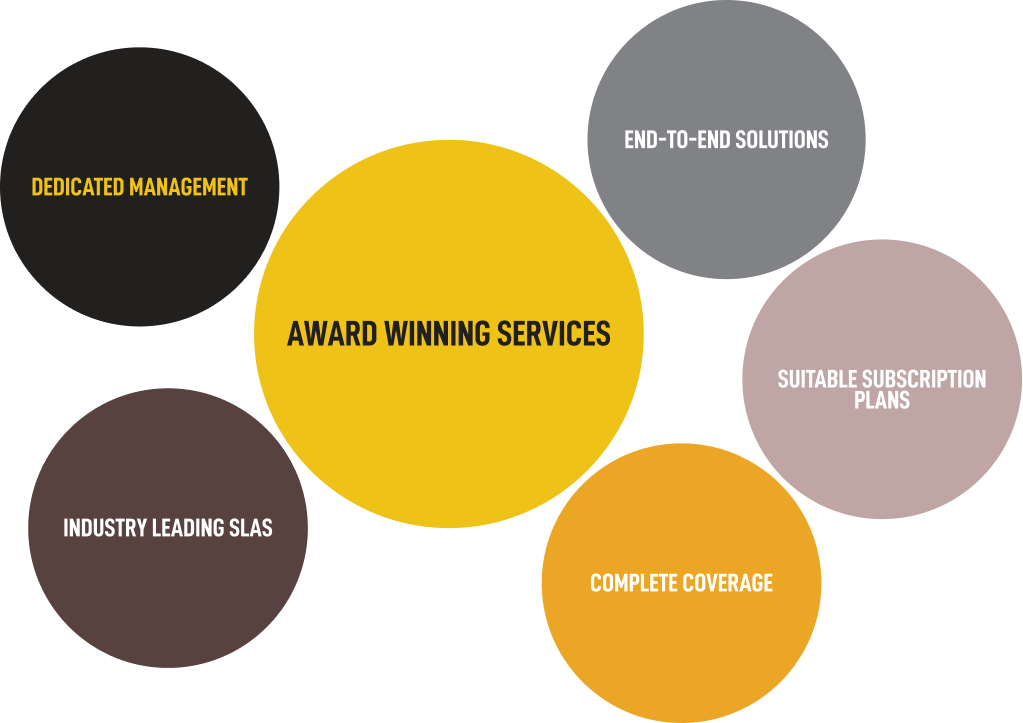 END-TO-END SOLUTIONS
DEDICATED MANAGEMENT
AWARD WINNING SERVICES
SUITABLE SUBSCRIPTION
PLANS
INDUSTRY LEADING SLAS
COMPLETE COVERAGE